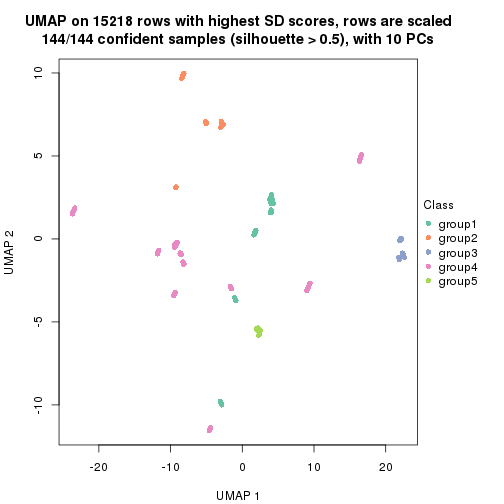 UMAP on 15218 rows with highest SD scores, rows are scaled
144/144 confident samples (silhouette > 0.5), with 10 PCs
10
5
0
-5
-10
UMAP 2
-20
-10
0
10
20
UMAP 1
Class
group1
group2
group3
group4
group5